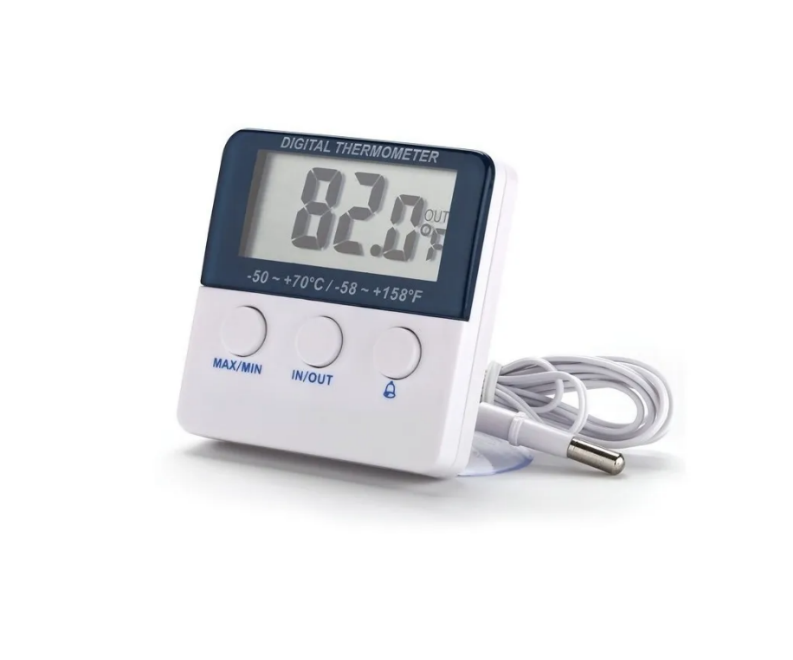 DIGITAL THERMOMETER
82.0 OUT °F
-50 ~ +70°C / -58 ~ +158°F
MAX/MIN IN/OUT